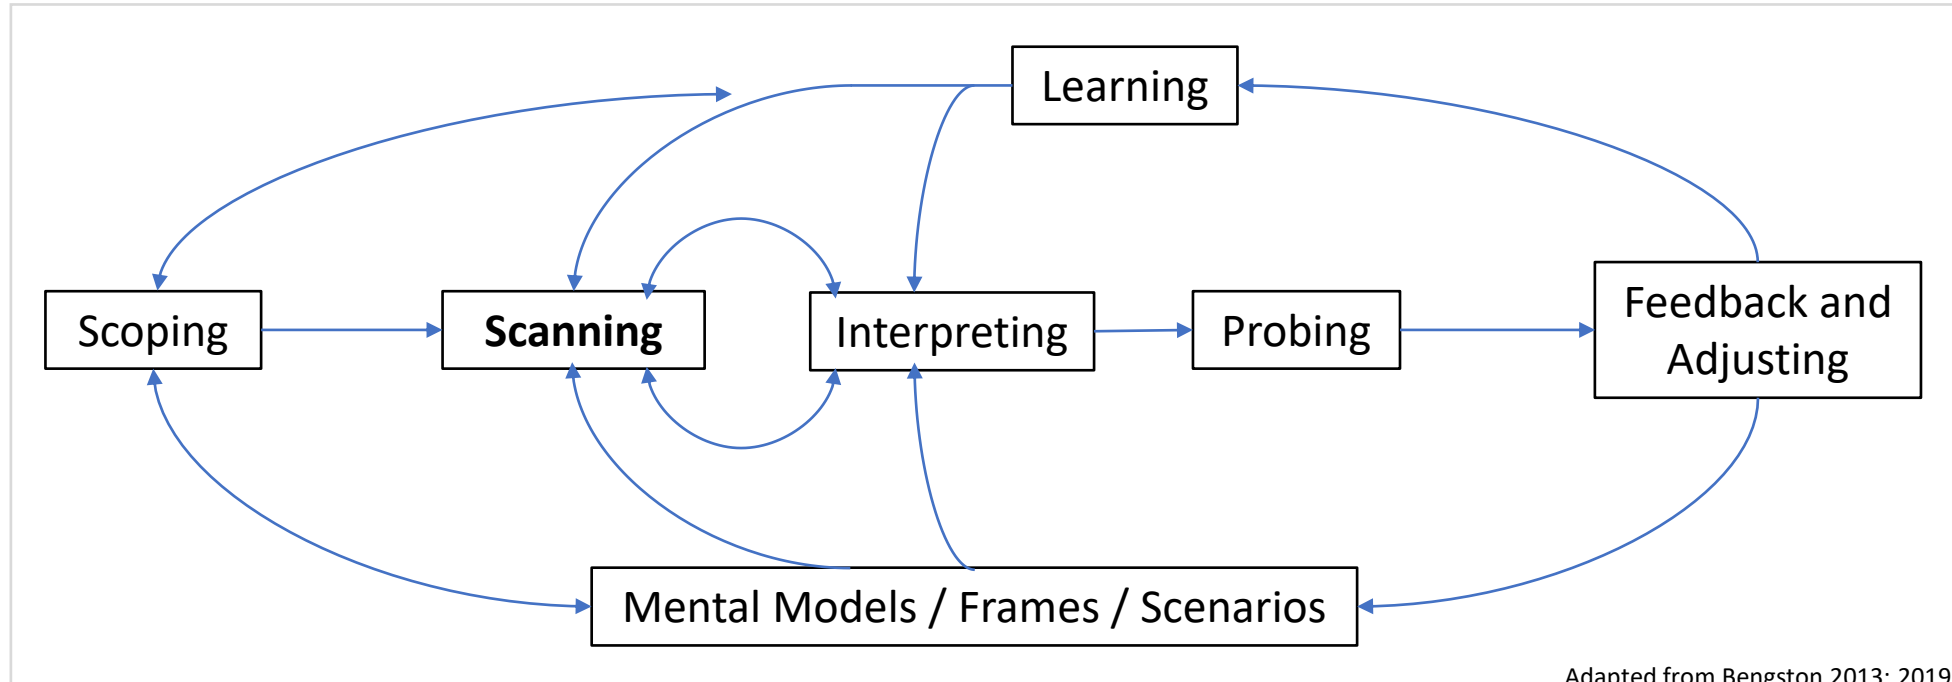 Learning
Scoping
Scanning
Interpreting
Probing
Feedback and
Adjusting
Mental Models / Frames / Scenarios
Adapted from Bengston 2013; 2019